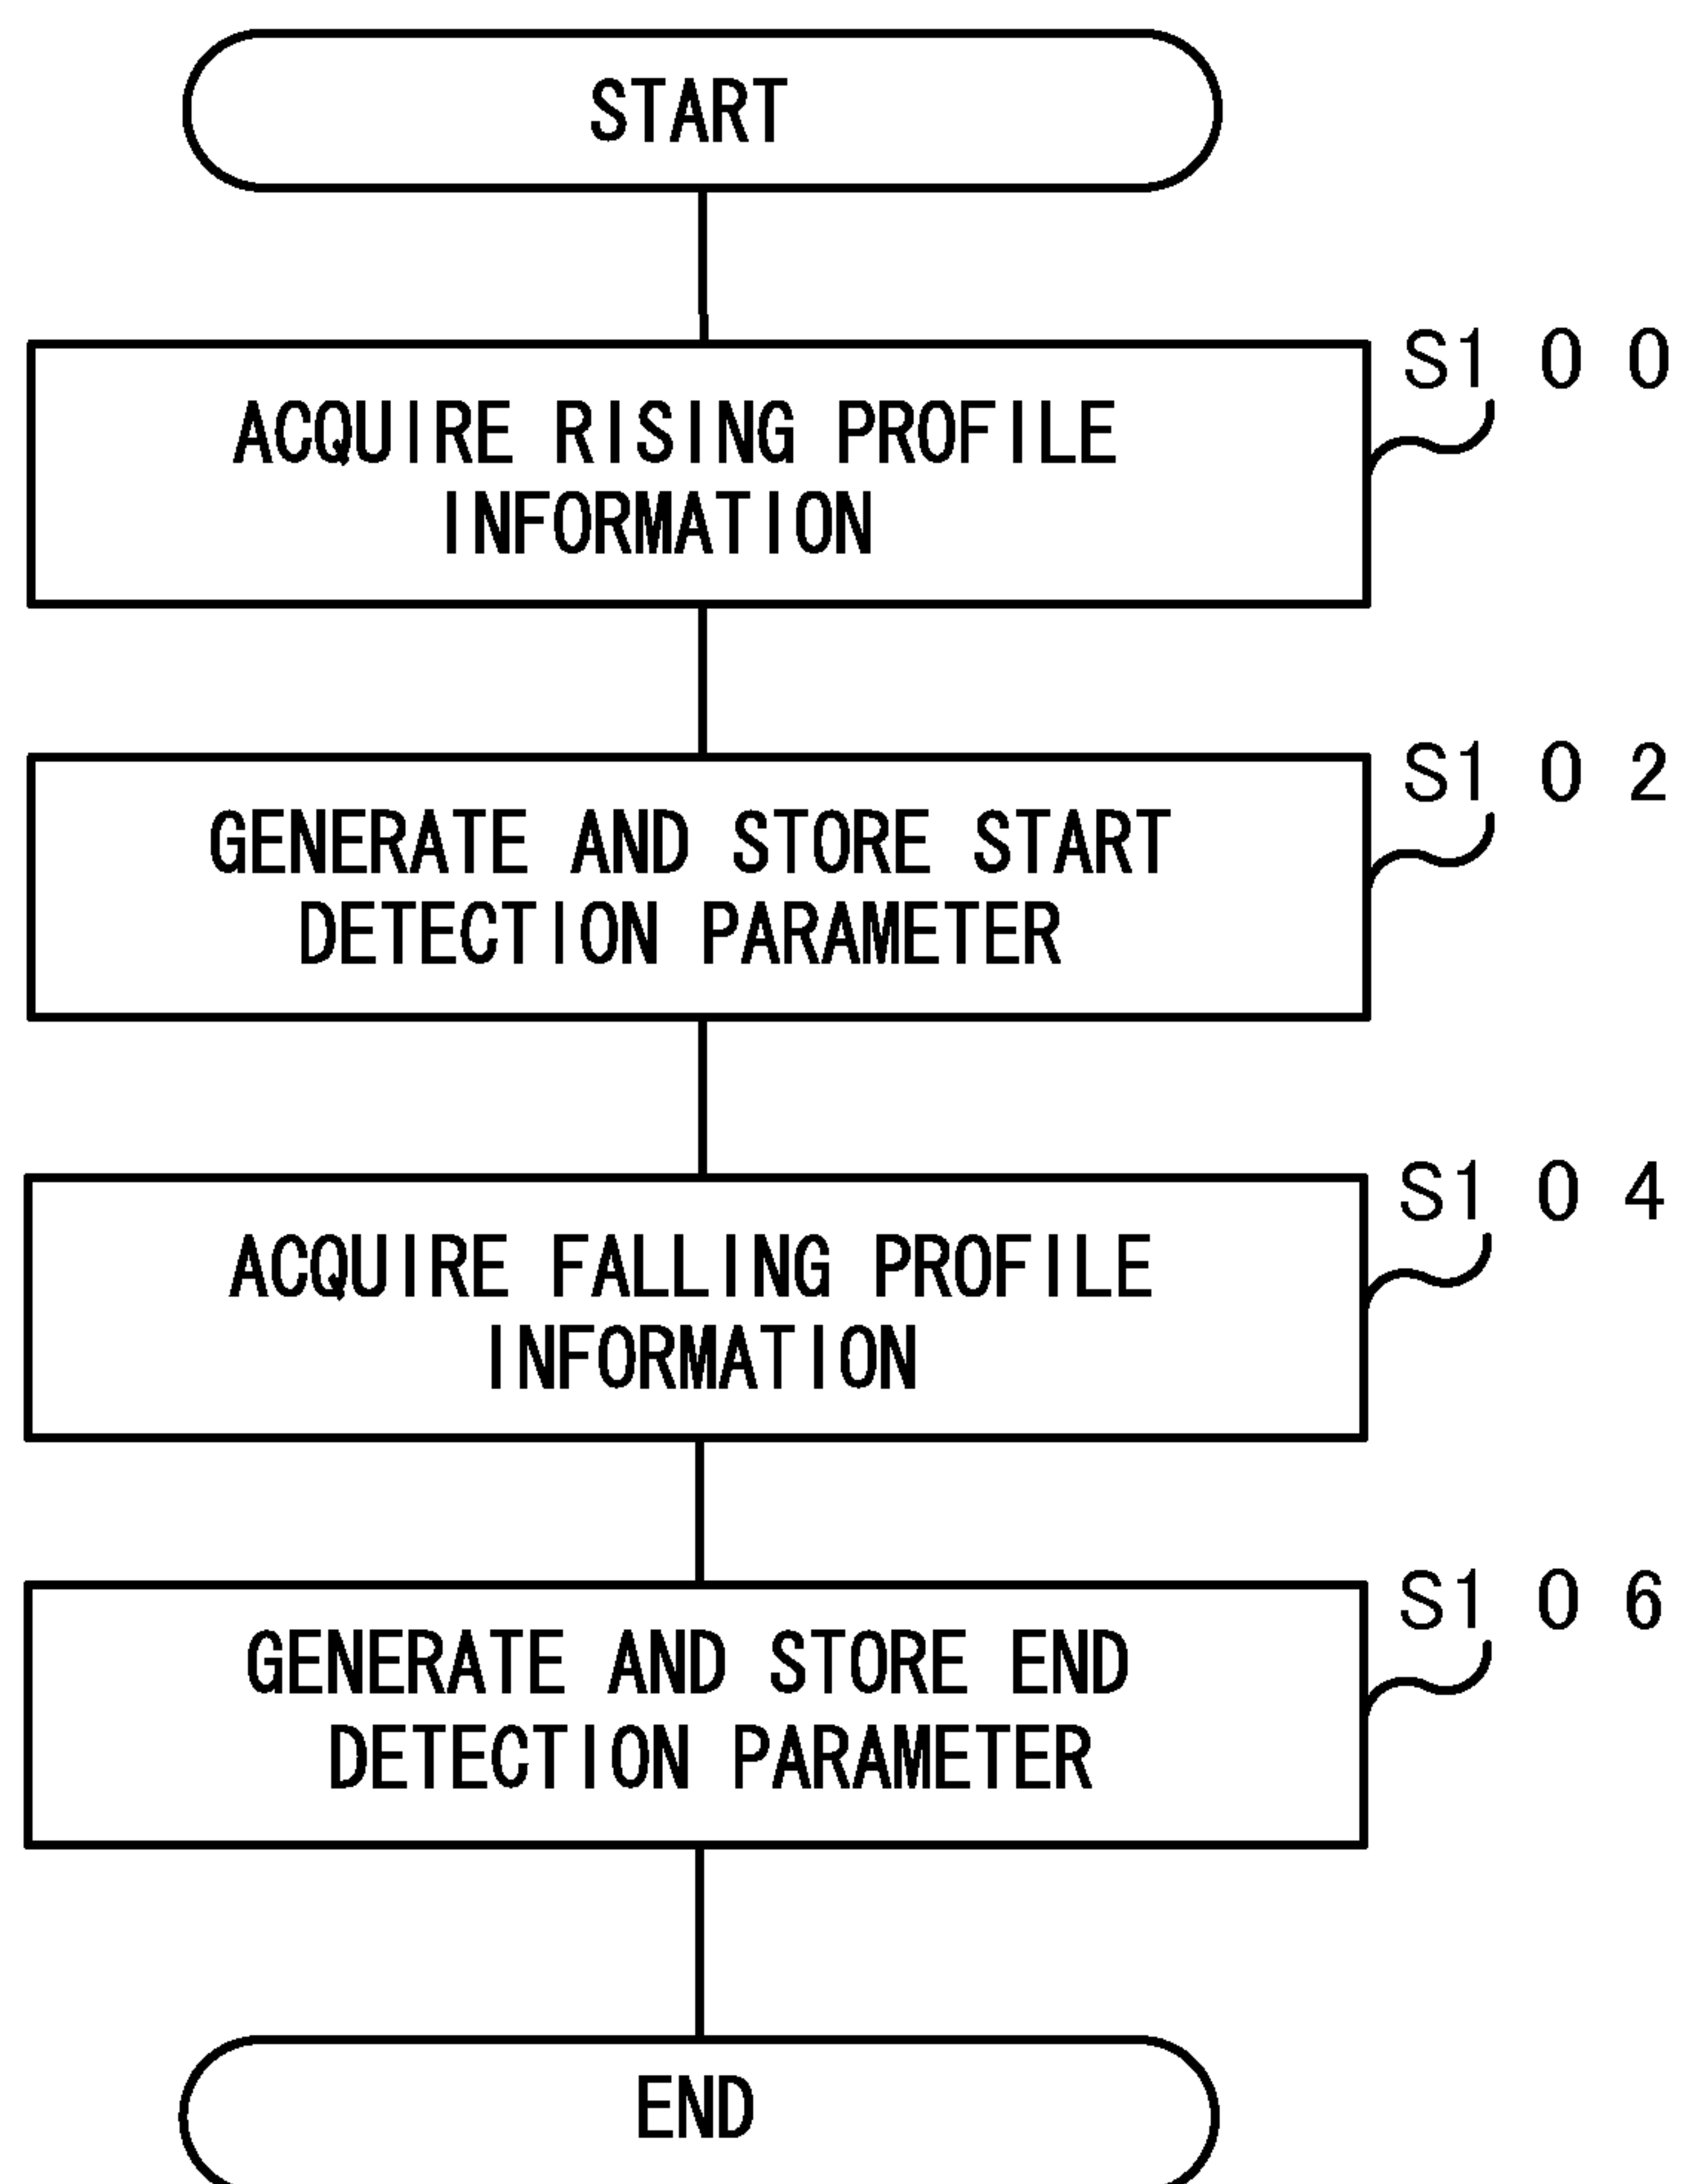 START
S100
ACQUIRE RISING PROFILE
INFORMATION
S102
GENERATE AND STORE START
DETECTION PARAMETER
S104
ACQUIRE FALLING PROFILE
INFORMATION
S106
GENERATE AND STORE END
DETECTION PARAMETER
END